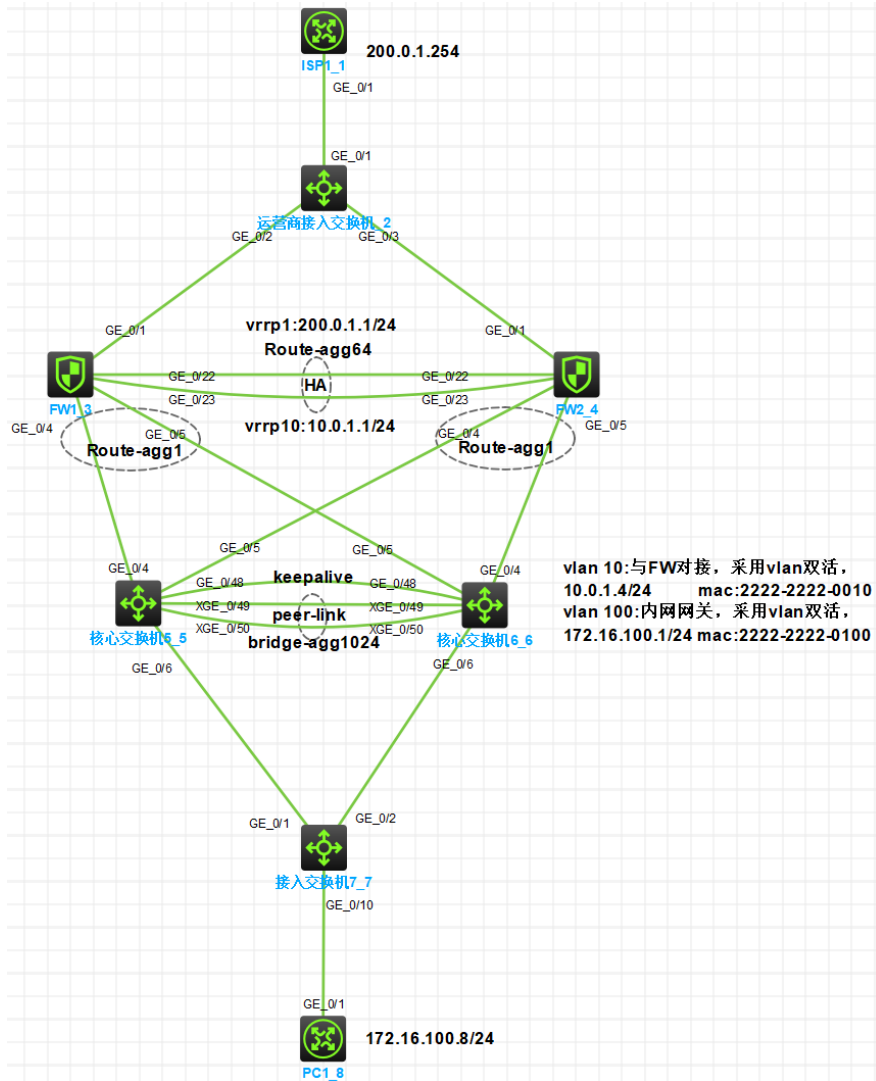 200.0.1.254
ISP1_1
GE_0/1
GE_0/1
运营商接入交换机_2
GE_0/2
GE_0/3
vrrp1:200.0.1.1/24
GE_0/1
GE_0/1
Route-agg64
GE_0/22
HA
GE_0/22
GE_0/23
GE_0/23
FW1_3
FW2_4
vrrp10:10.0.1.1/24
GE_0/4
GE_0/5
GE_0/4
GE_0/5
Route-agg1
Route-agg1
GE_0/5
GE_0/5
GE_0/4
GE_0/4
keepalive
GE_0/48
GE_0/48
XGE_0/49
peer-link
XGE_0/49
XGE_0/50
XGE_0/50
bridge-agg1024
核心交换机5_5
核心交换机6_6
vlan 10:与FW对接，采用vlan双活，
10.0.1.4/24 mac:2222-2222-0010
vlan 100:内网网关，采用vlan双活，
172.16.100.1/24 mac:2222-2222-0100
GE_0/6
GE_0/6
GE_0/1
GE_0/2
接入交换机7_7
GE_0/10
GE_0/1
172.16.100.8/24
PC1_8